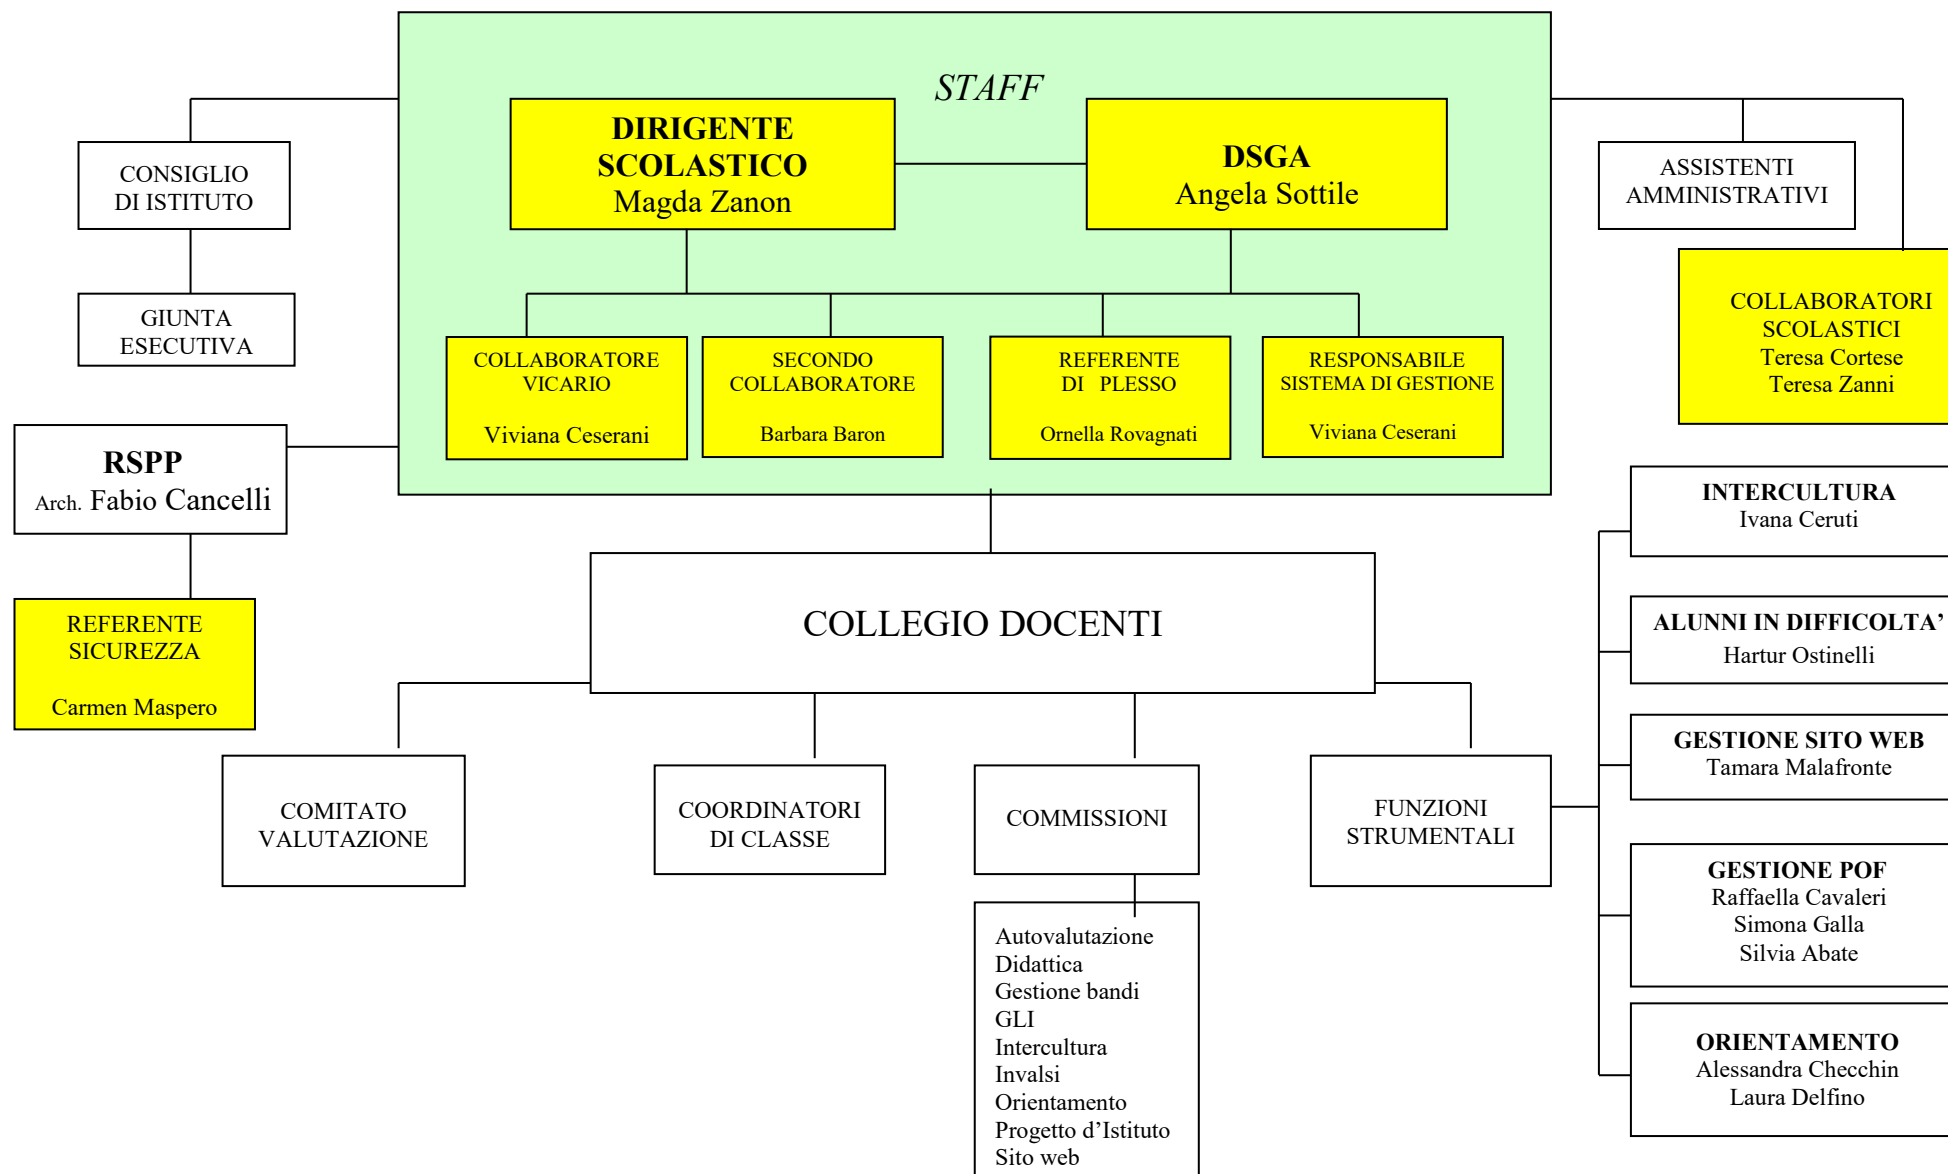 STAFF
DIRIGENTE
SCOLASTICO
Magda Zanon
DSGA
Angela Sottile
CONSIGLIO
DI ISTITUTO
GIUNTA
ESECUTIVA
ASSISTENTI
AMMINISTRATIVI
COLLABORATORI
SCOLASTICI
Teresa Cortese
Teresa Zanni
COLLABORATORE
VICARIO
Viviana Ceserani
SECONDO
COLLABORATORE
Barbara Baron
REFERENTE
DI PLESSO
Ornella Rovagnati
RESPONSABILE
SISTEMA DI GESTIONE
Viviana Ceserani
RSPP
Arch. Fabio Cancelli
REFERENTE
SICUREZZA
Carmen Maspero
COLLEGIO DOCENTI
COMITATO
VALUTAZIONE
COORDINATORI
DI CLASSE
COMMISSIONI
Autovalutazione
Didattica
Gestione bandi
GLI
Intercultura
Invalsi
Orientamento
Progetto d’Istituto
Sito web
FUNZIONI
STRUMENTALI
INTERCULTURA
Ivana Ceruti
ALUNNI IN DIFFICOLTA’
Hartur Ostinelli
GESTIONE SITO WEB
Tamara Malafronte
GESTIONE POF
Raffaella Cavaleri
Simona Galla
Silvia Abate
ORIENTAMENTO
Alessandra Checchin
Laura Delfino